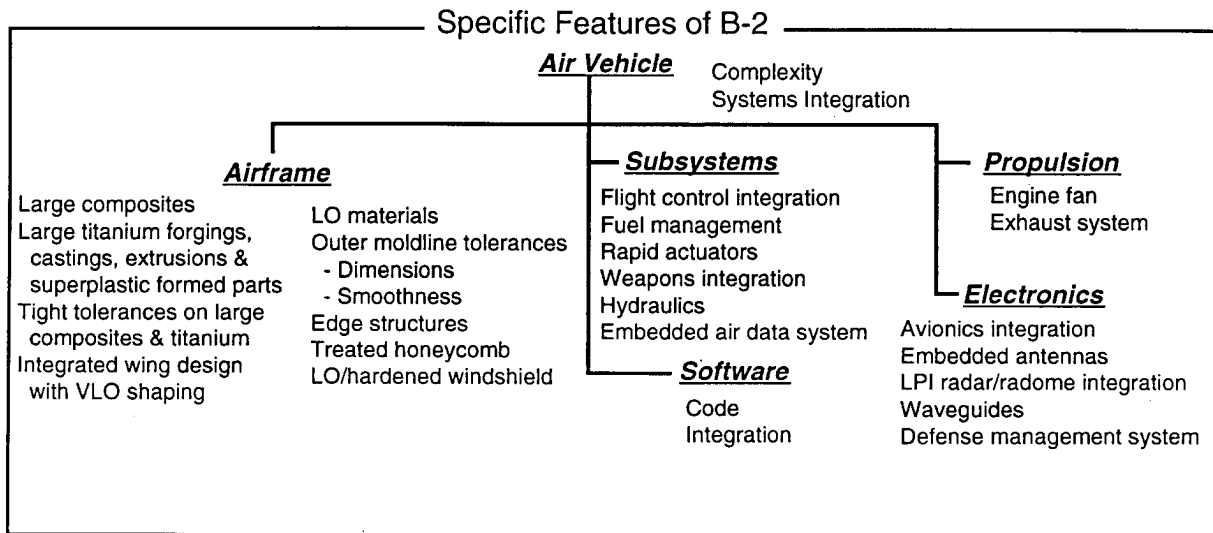 Specific Features of B-2
Air Vehicle
Complexity
Systems Integration
Airframe
Large composites
Large titanium forgings,
castings, extrusions &
superplastic formed parts
Tight tolerances on large
composites & titanium
Integrated wing design
with VLO shaping
LO materials
Outer moldline tolerances
- Dimensions
- Smoothness
Edge structures
Treated honeycomb
LO/hardened windshield
Subsystems
Flight control integration
Fuel management
Rapid actuators
Weapons integration
Hydraulics
Embedded air data system
Software
Code
Integration
Propulsion
Engine fan
Exhaust system
Electronics
Avionics integration
Embedded antennas
LPI radar/radome integration
Waveguides
Defense management system